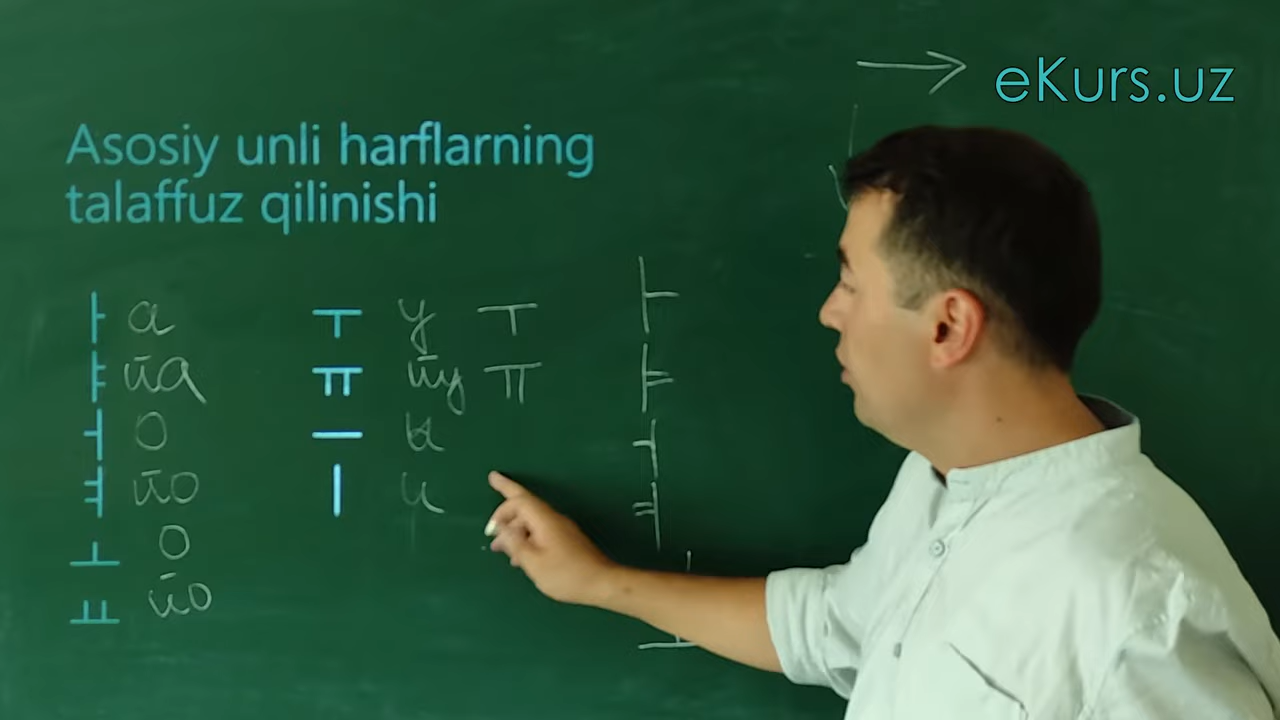 eKurs.uz
Asosiy unli harflarning
talaffuz qilinishi
ㅏ а ㅜ у ㅜ ㅏ
ㅑ йа ㅠ йу ㅠ ㅑ
ㅓ о ㅡ ы ㅓ
ㅕ йо ㅣ и ㅕ
ㅗ о ㅗ
ㅛ йо